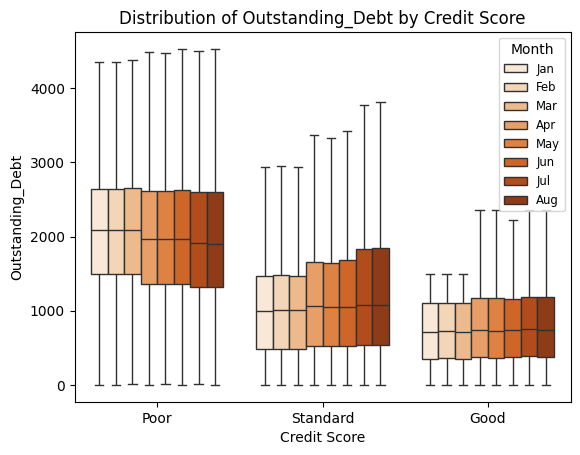 Distribution of Outstanding_Debt by Credit Score
Outstanding_Debt
4000
3000
2000
1000
0
Month
Jan
Feb
Mar
Apr
May
Jun
Jul
Aug
Poor
Standard
Good
Credit Score